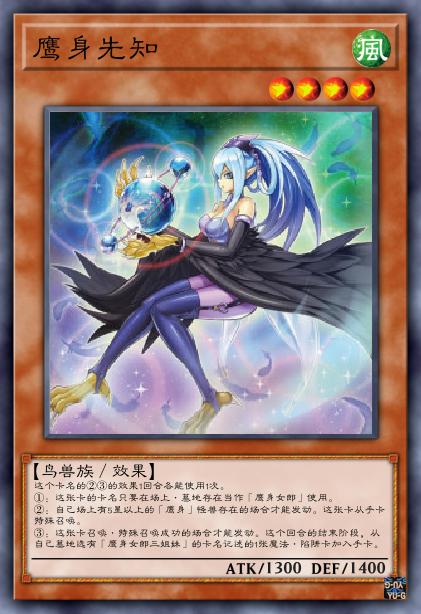 鹰身先知
風
【鸟兽族／效果】
这个卡名的②③的效果1回合各能使用1次。
①：这张卡的卡名只要在场上·墓地存在当作「鹰身女郎」使用。
②：自己场上有5星以上的「鹰身」怪兽存在的场合才能发动。这张卡从手卡
特殊召唤。
③：这张卡召唤·特殊召唤成功的场合才能发动。这个回合的结束阶段，从
自己墓地选有「鹰身女郎三姐妹」的卡名记述的1张魔法·陷阱卡加入手卡。
ATK/1300 DEF/1400
YU-G
YU-G